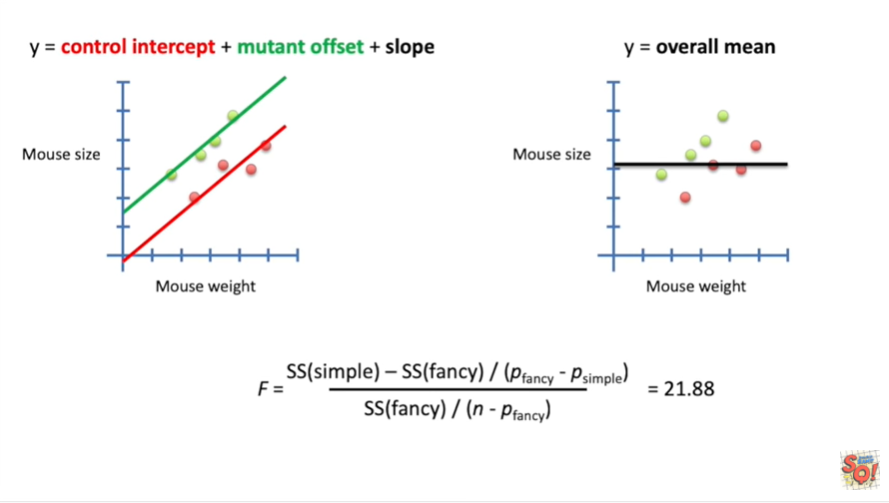 y = control intercept + mutant offset + slope
y = overall mean
Mouse size
Mouse size
Mouse weight
Mouse weight
F = SS(simple) – SS(fancy) / (pfancy - psimple)
SS(fancy) / (n - pfancy)
= 21.88
SQ!